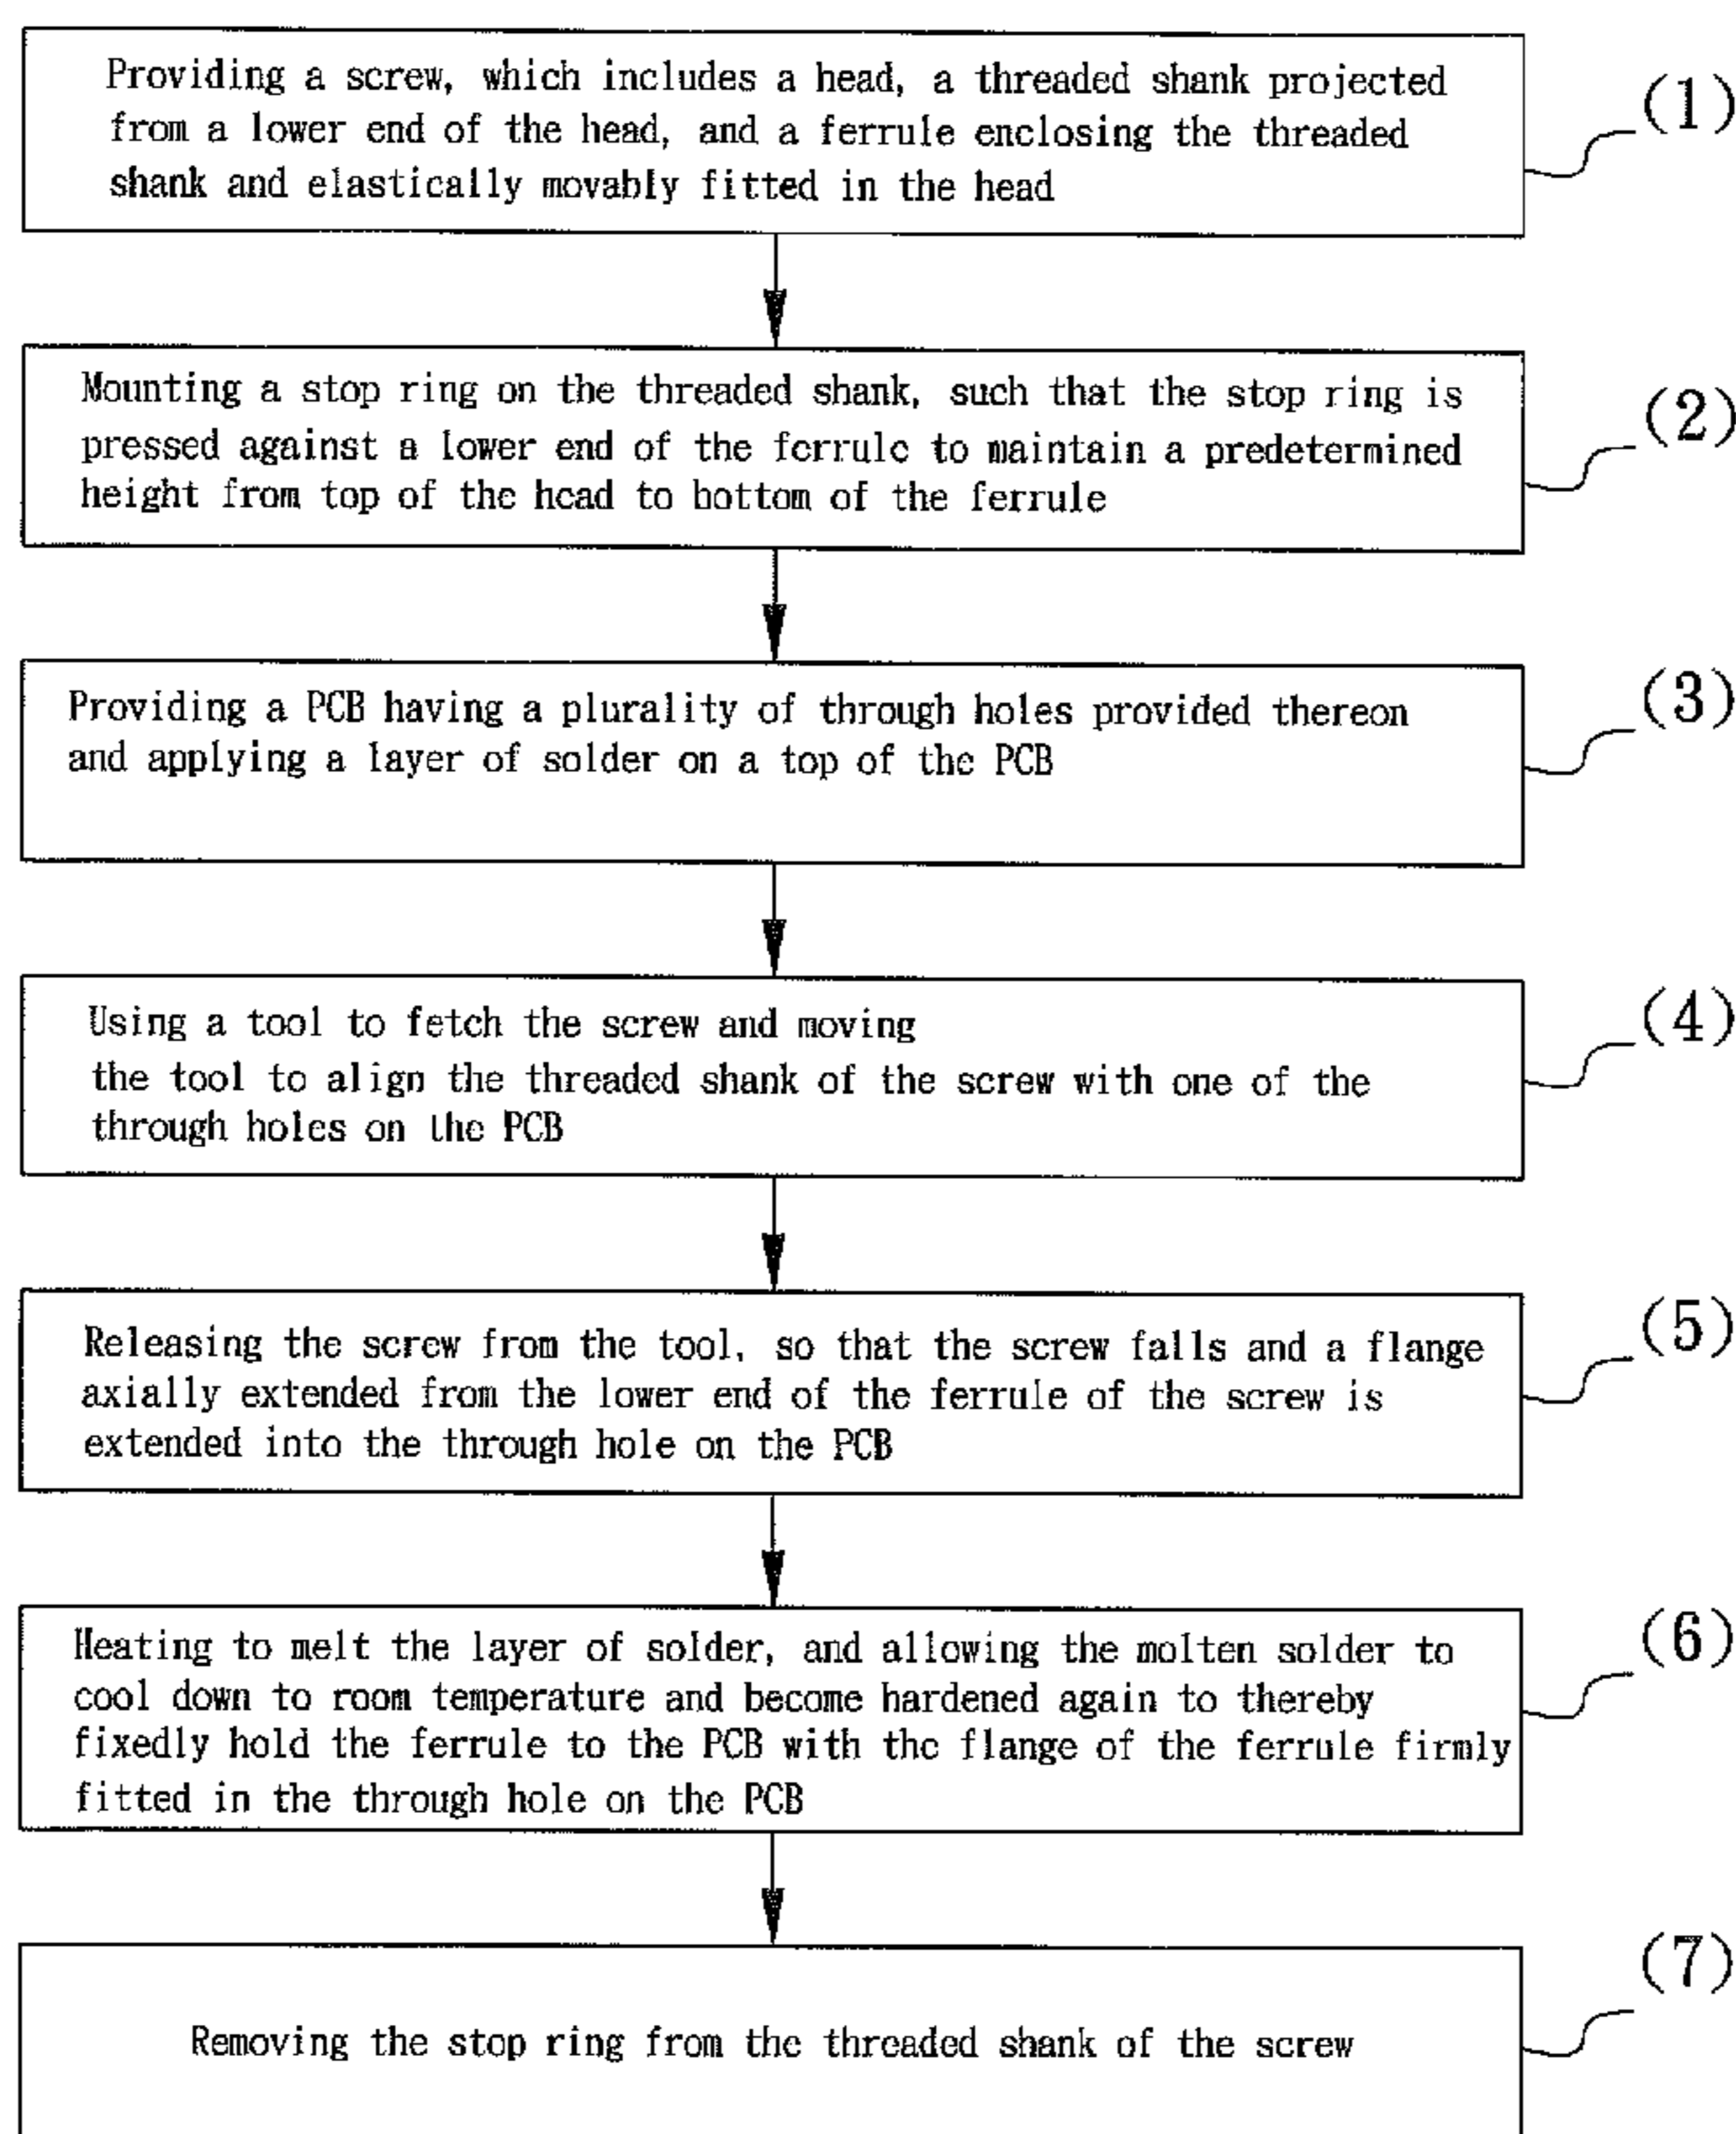 Providing a screw, which includes a head, a threaded shank projected
from a lower end of the head, and a ferrule enclosing the threaded
shank and elastically movably fitted in the head
(1)
Mounting a stop ring on the threaded shank, such that the stop ring is
pressed against a lower end of the ferrule to maintain a predetermined
height from top of the head to bottom of the ferrule
(2)
Providing a PCB having a plurality of through holes provided thereon
and applying a layer of solder on a top of the PCB
(3)
Using a tool to fetch the screw and moving
the tool to align the threaded shank of the screw with one of the
through holes on the PCB
(4)
Releasing the screw from the tool, so that the screw falls and a flange
axially extended from the lower end of the ferrule of the screw is
extended into the through hole on the PCB
(5)
Heating to melt the layer of solder, and allowing the molten solder to
cool down to room temperature and become hardened again to thereby
fixedly hold the ferrule to the PCB with the flange of the ferrule firmly
fitted in the through hole on the PCB
(6)
Removing the stop ring from the threaded shank of the screw
(7)